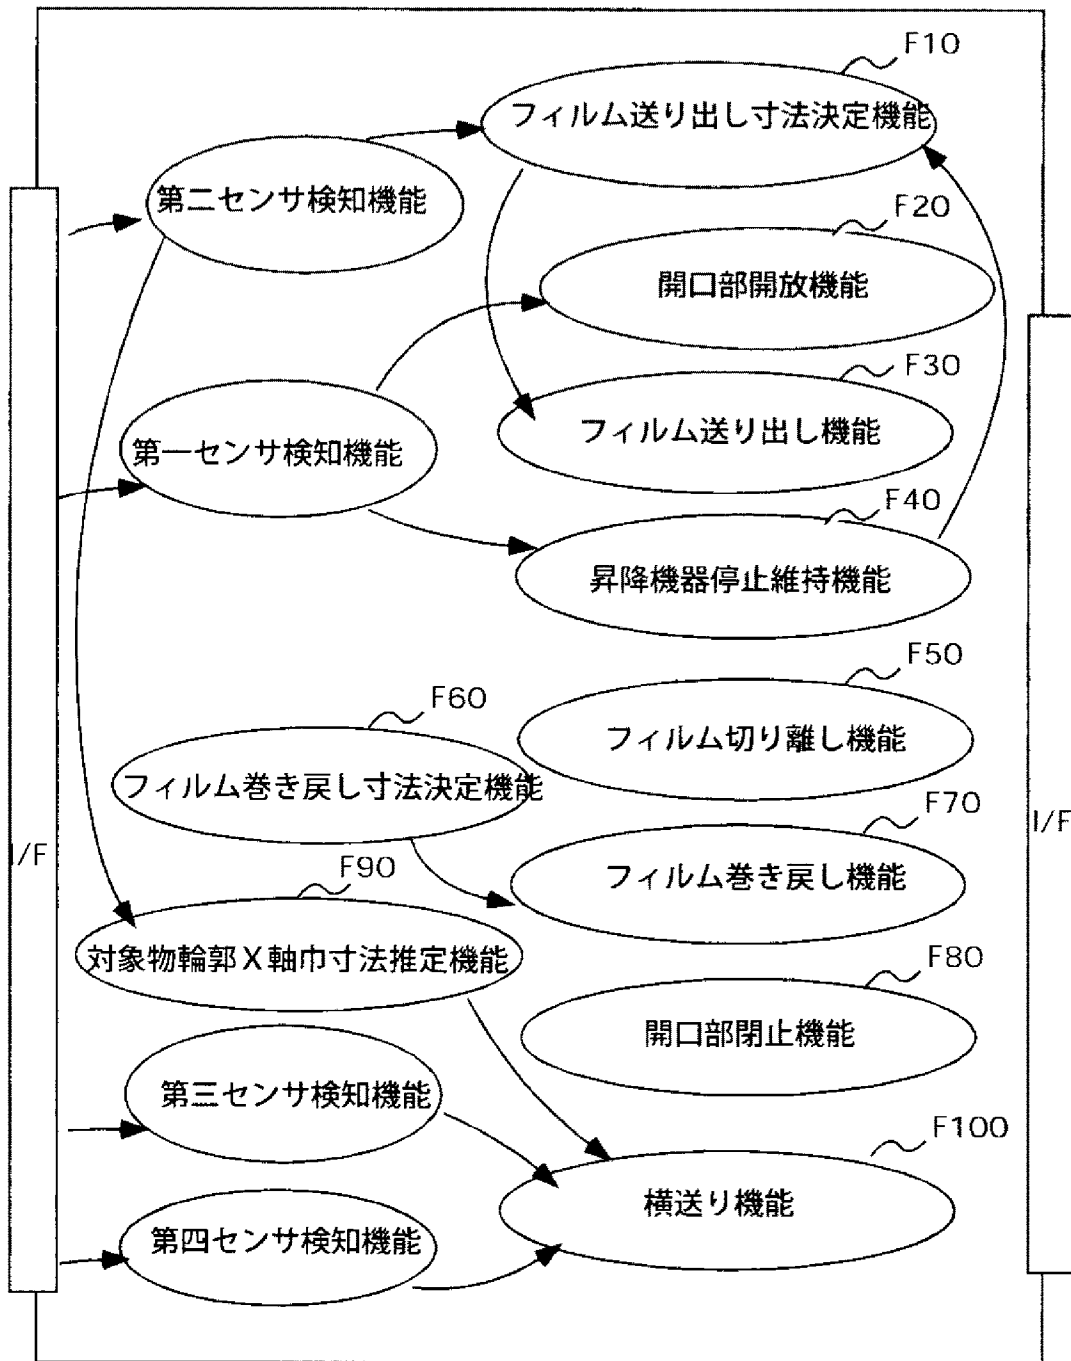 F10
フィルム送り出し寸法決定機能
第二センサ検知機能
F20
開口部開放機能
F30
フィルム送り出し機能
第一センサ検知機能
F40
昇降機器停止維持機能
F50
フィルム切り離し機能
F60
フィルム巻き戻し寸法決定機能
F70
フィルム巻き戻し機能
I/F
I/F
F90
対象物輪郭X軸巾寸法推定機能
F80
開口部閉止機能
第三センサ検知機能
F100
横送り機能
第四センサ検知機能